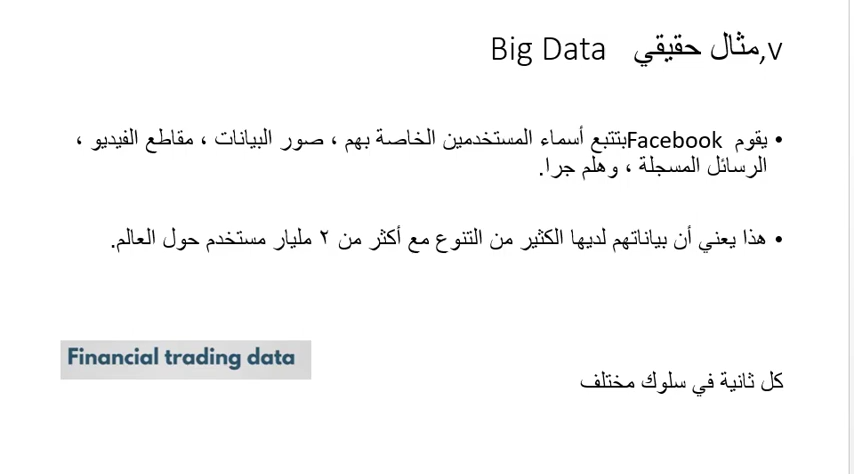 ٧,مثال حقيقي Big Data
• يقوم Facebookبتتبع أسماء المستخدمين الخاصة بهم ، صور البيانات ، مقاطع الفيديو ،
الرسائل المسجلة ، وهلم جرا.
• هذا يعني أن بياناتهم لديها الكثير من التنوع مع أكثر من ٢ مليار مستخدم حول العالم.
Financial trading data
كل ثانية في سلوك مختلف